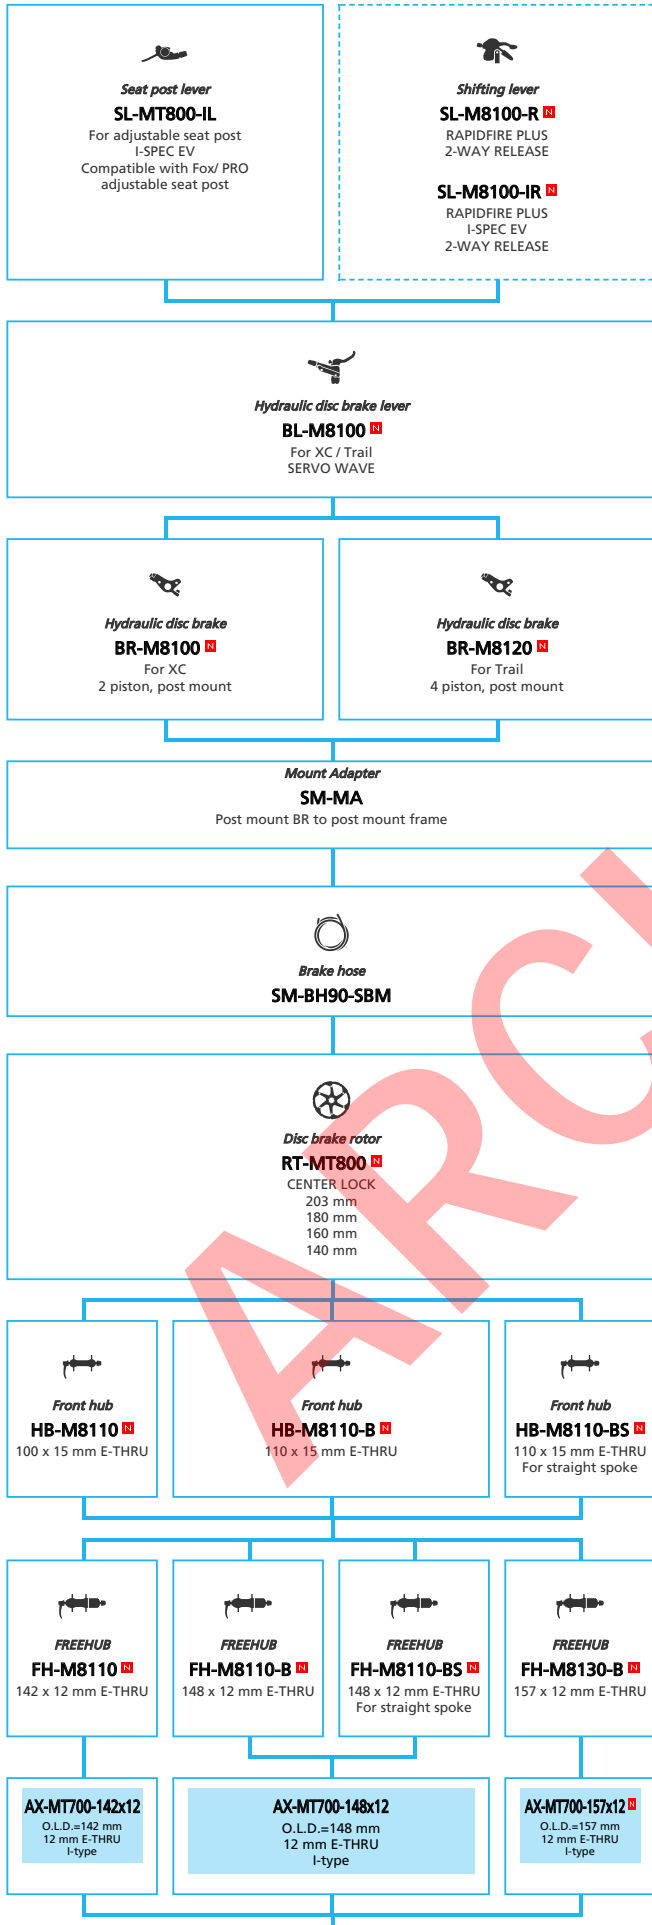 Seat post lever
SL-MT800-IL
For adjustable seat post
I-SPEC EV
Compatible with Fox/ PRO
adjustable seat post
Shifting lever
SL-M8100-R N
RAPIDFIRE PLUS
2-WAY RELEASE
SL-M8100-IR N
RAPIDFIRE PLUS
I-SPEC EV
2-WAY RELEASE
Hydraulic disc brake lever
BL-M8100 N
For XC / Trail
SERVO WAVE
Hydraulic disc brake
BR-M8100 N
For XC
2 piston, post mount
Hydraulic disc brake
BR-M8120 N
For Trail
4 piston, post mount
Mount Adapter
SM-MA
Post mount BR to post mount frame
Brake hose
SM-BH90-SBM
Disc brake rotor
RT-MT800 N
CENTER LOCK
203 mm
180 mm
160 mm
140 mm
Front hub
HB-M8110 N
100 x 15 mm E-THRU
Front hub
HB-M8110-B N
110 x 15 mm E-THRU
Front hub
HB-M8110-BS N
110 x 15 mm E-THRU
For straight spoke
FREEHUB
FH-M8110 N
142 x 12 mm E-THRU
FREEHUB
FH-M8110-B N
148 x 12 mm E-THRU
FREEHUB
FH-M8110-BS N
148 x 12 mm E-THRU
For straight spoke
FREEHUB
FH-M8130-B N
157 x 12 mm E-THRU
AX-MT700-142x12
O.L.D.=142 mm
12 mm E-THRU
I-type
AX-MT700-148x12
O.L.D.=148 mm
12 mm E-THRU
I-type
AX-MT700-157x12 N
O.L.D.=157 mm
12 mm E-THRU
I-type
ARC